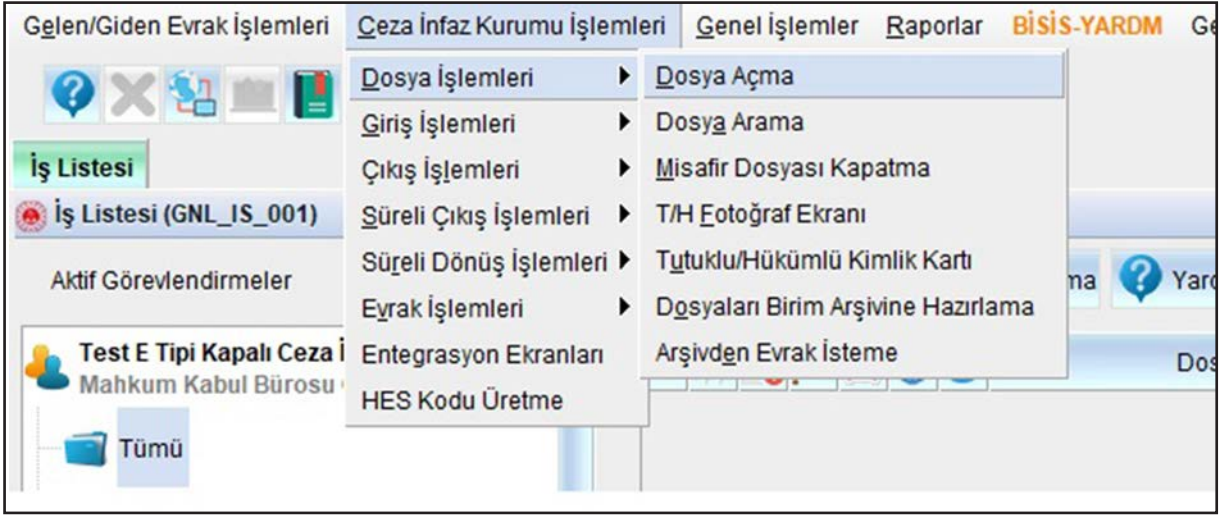 Gelen/Giden Evrak İşlemleri Ceza İnfaz Kurumu İşlemleri Genel İşlemler Raporlar BİSİS-YARDM
Dosya İşlemleri
Giriş İşlemleri
Çıkış İşlemleri
Süreli Çıkış İşlemleri
Süreli Dönüş İşlemleri
Evrak İşlemleri
Entegrasyon Ekranları
HES Kodu Üretme
Dosya Açma
Dosya Arama
Misafir Dosyası Kapatma
T/H Fotoğraf Ekranı
Tutuklu/Hükümlü Kimlik Kartı
Dosyaları Birim Arşivine Hazırlama
Arşivden Evrak İsteme
İş Listesi
İş Listesi (GNL_IS_001)
Aktif Görevlendirmeler
Test E Tipi Kapalı Ceza
Mahkum Kabul Bürosu
Tümü